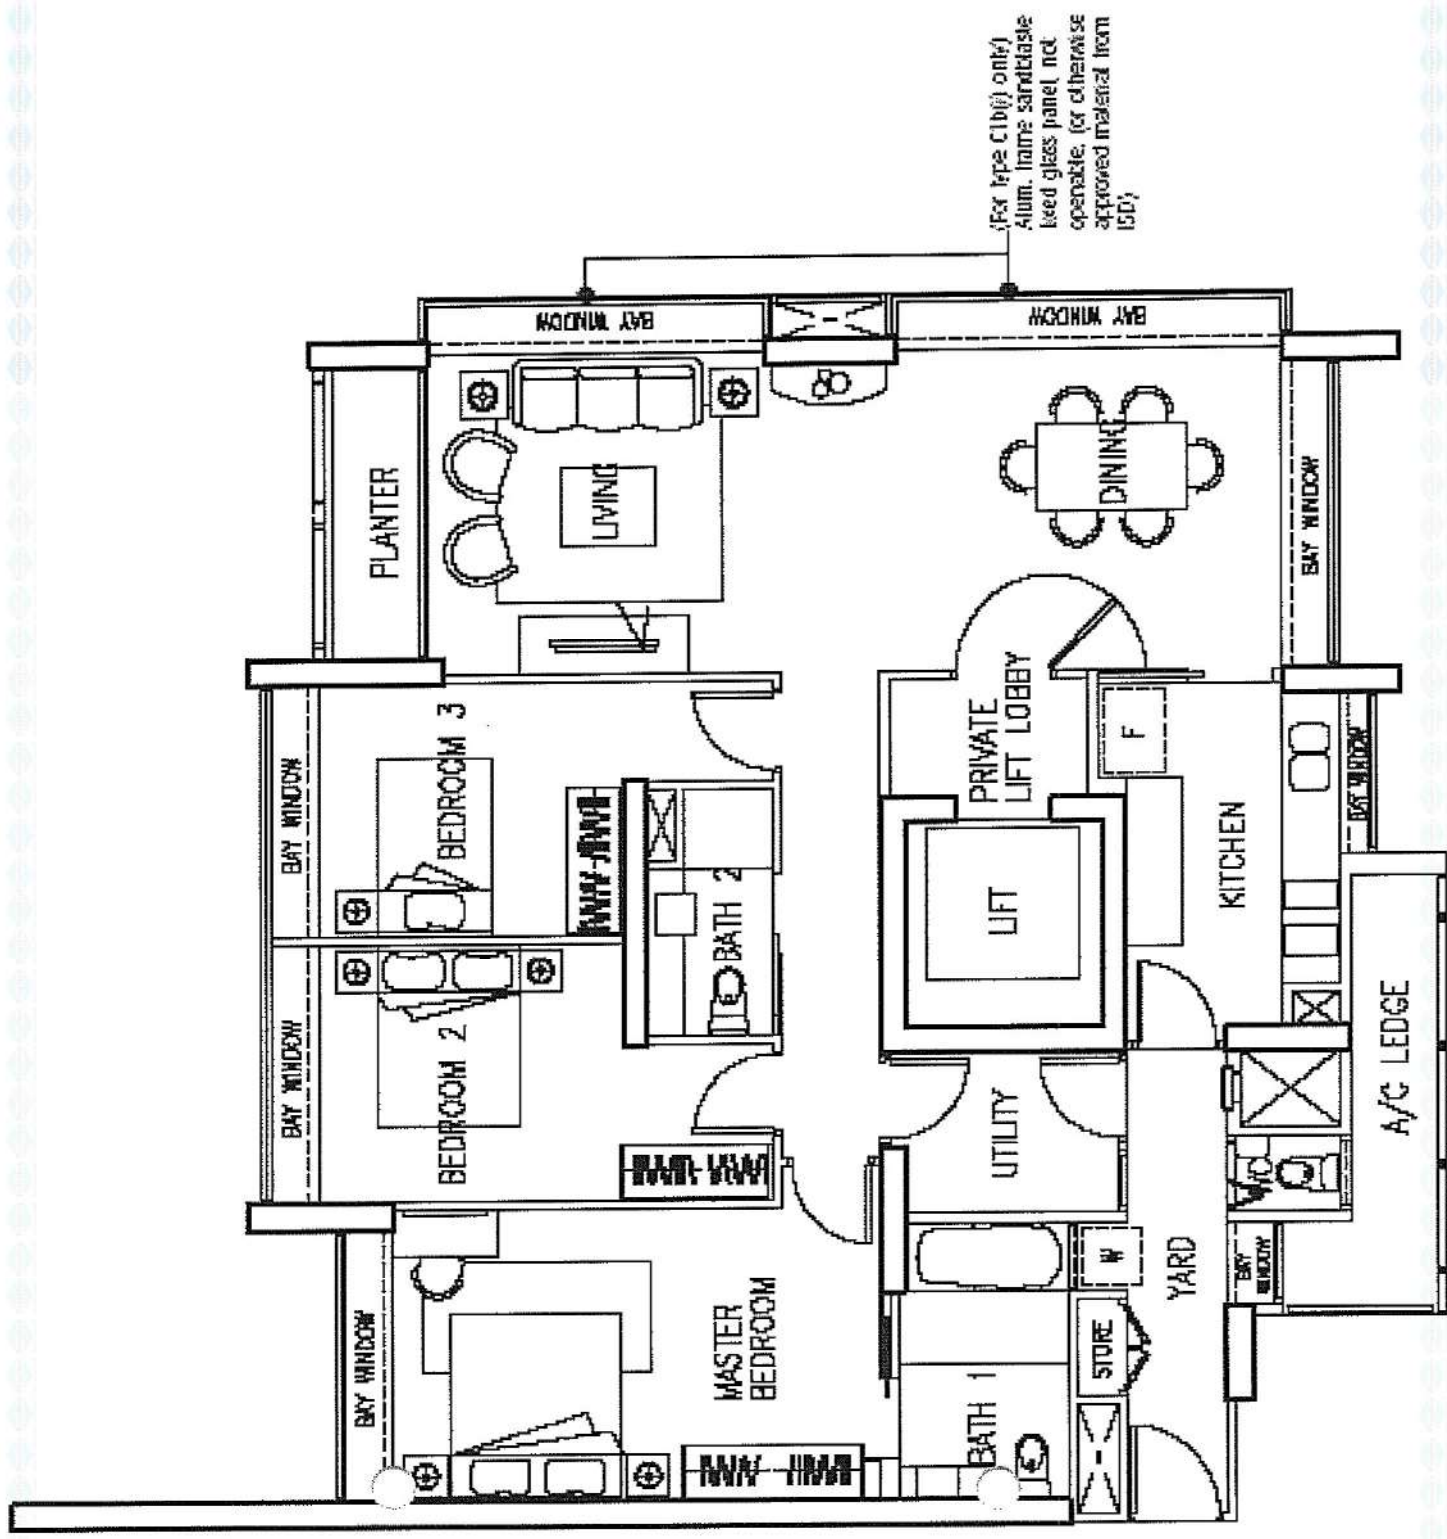 (For type C1b(i) only)
Alum. frame sandblaste
fixed glass panel, not
openable, (or otherwise
approved material from
ISD)
BAY WINDOW
BAY WINDOW
PLANTER
LIVING
DINING
BAY WINDOW
BAY WINDOW
BEDROOM 3
PRIVATE
LIFT LOBBY
F
BAY WINDOW
KITCHEN
LIFT
BATH 2
BAY WINDOW
BEDROOM 2
UTILITY
A/C LEDGE
WC
BAY WINDOW
MASTER
BEDROOM
W
YARD
BAY
WINDOW
STORE
BATH 1